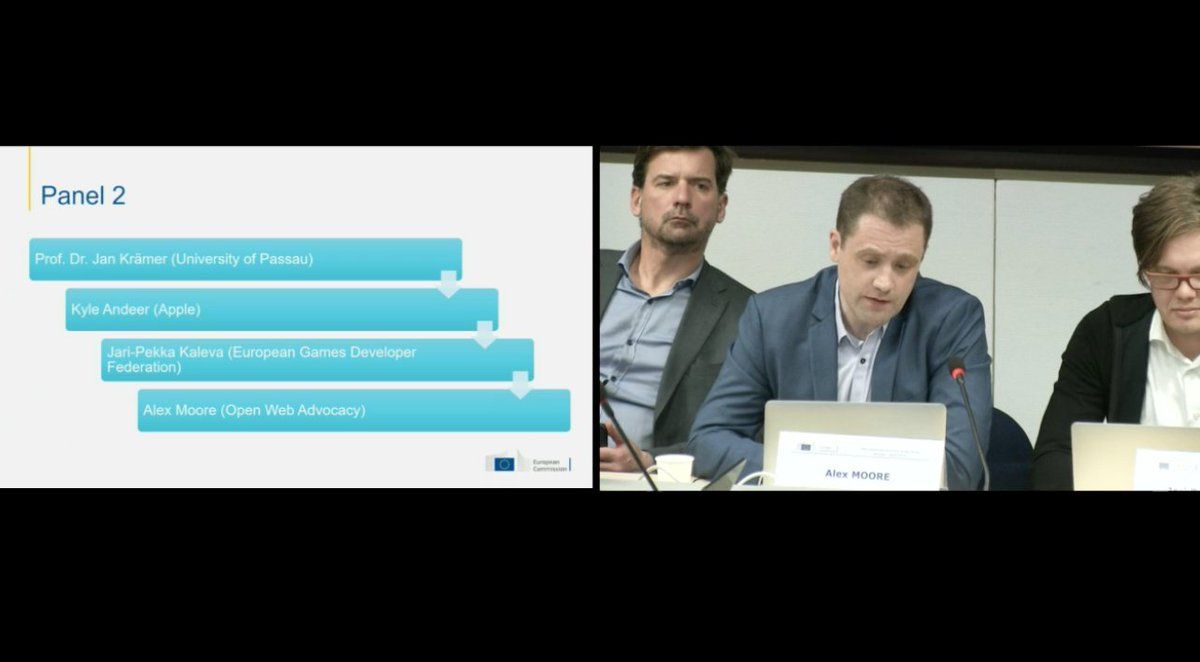 Panel 2
Prof. Dr. Jan Krämer (University of Passau)
Kyle Andeer (Apple)
Jari-Pekka Kaleva (European Games Developer
Federation)
Alex Moore (Open Web Advocacy)
European
Commission
Alex MOORE